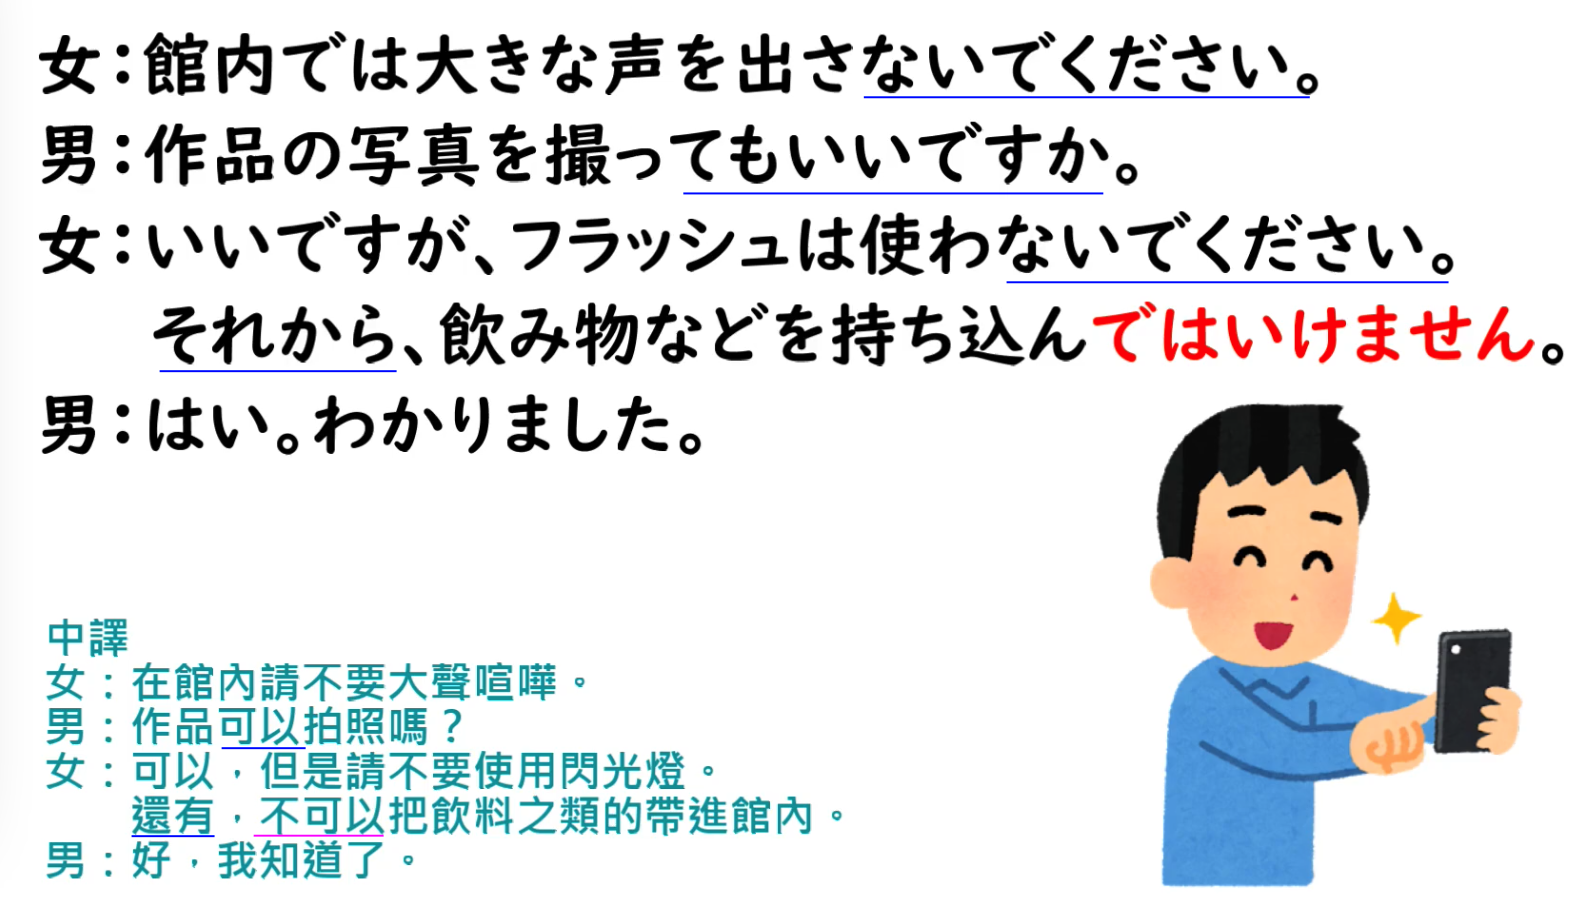 女：館内では大きな声を出さないでください。
男：作品の写真を撮ってもいいですか。
女：いいですが、フラッシュは使わないでください。
それから、飲み物などを持ち込んではいけません。
男：はい。わかりました。
中譯
女：在館內請不要大聲喧嘩。
男：作品可以拍照嗎？
女：可以，但是請不要使用閃光燈。
還有，不可以把飲料之類的帶進館內。
男：好，我知道了。